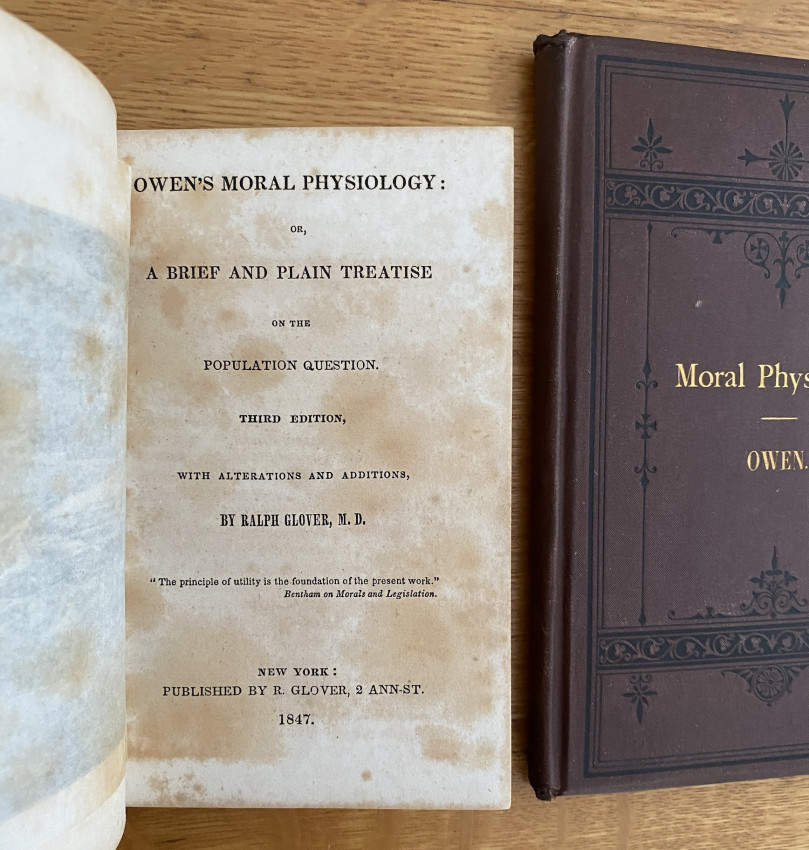 OWEN'S MORAL PHYSIOLOGY:
OR,
A BRIEF AND PLAIN TREATISE
ON THE
POPULATION QUESTION.
THIRD EDITION,
WITH ALTERATIONS AND ADDITIONS,
BY RALPH GLOVER, M. D.
"The principle of utility is the foundation of the present work."
Bentham on Morals and Legislation.
NEW YORK:
PUBLISHED BY R. GLOVER, 2 ANN-ST.
1847.
Moral Phys
OWEN.